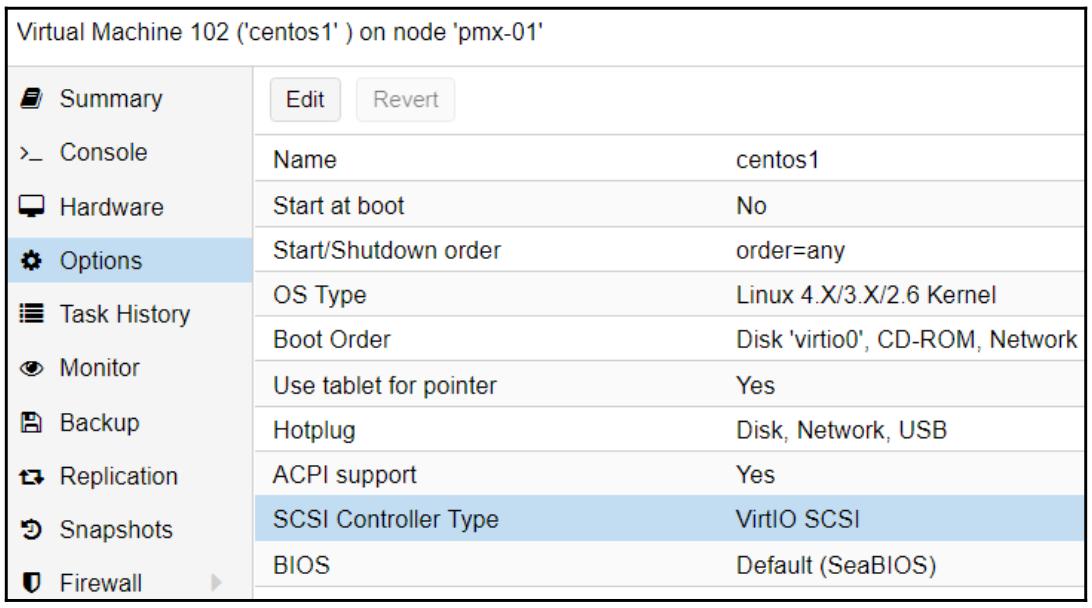 Virtual Machine 102 ('centos1' ) on node 'pmx-01'
Summary
Console
Hardware
Options
Task History
Monitor
Backup
Replication
Snapshots
Firewall
Edit Revert
Name centos1
Start at boot No
Start/Shutdown order order=any
OS Type Linux 4.X/3.X/2.6 Kernel
Boot Order Disk 'virtio0', CD-ROM, Network
Use tablet for pointer Yes
Hotplug Disk, Network, USB
ACPI support Yes
SCSI Controller Type VirtIO SCSI
BIOS Default (SeaBIOS)